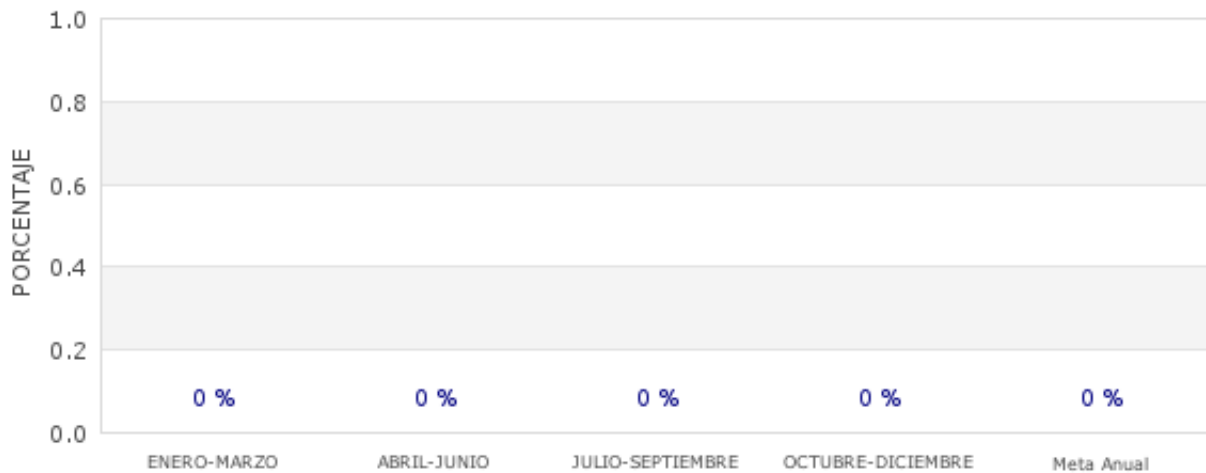 1.0
0.8
0.6
0.4
0.2
0.0
PORCENTAJE
0 % 0 % 0 % 0 % 0 %
ENERO-MARZO ABRIL-JUNIO JULIO-SEPTIEMBRE OCTUBRE-DICIEMBRE Meta Anual